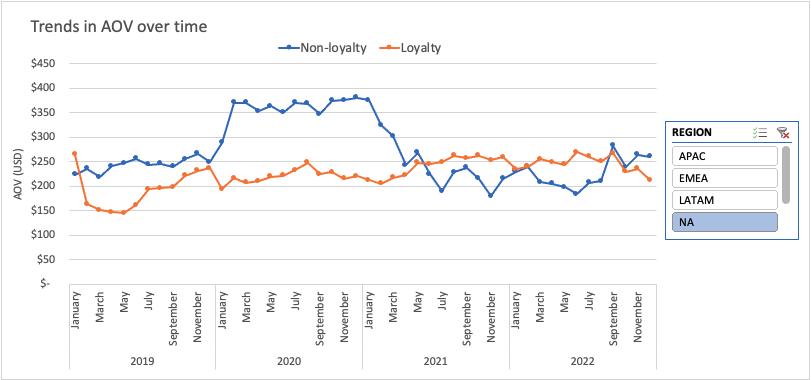 Trends in AOV over time
Non-loyalty Loyalty
$450
$400
$350
$300
$250
$200
$150
$100
$50
$-
AOV (USD)
January March May July September November January March May July September November January March May July September November January March May July September November
2019 2020 2021 2022
REGION
APAC
EMEA
LATAM
NA